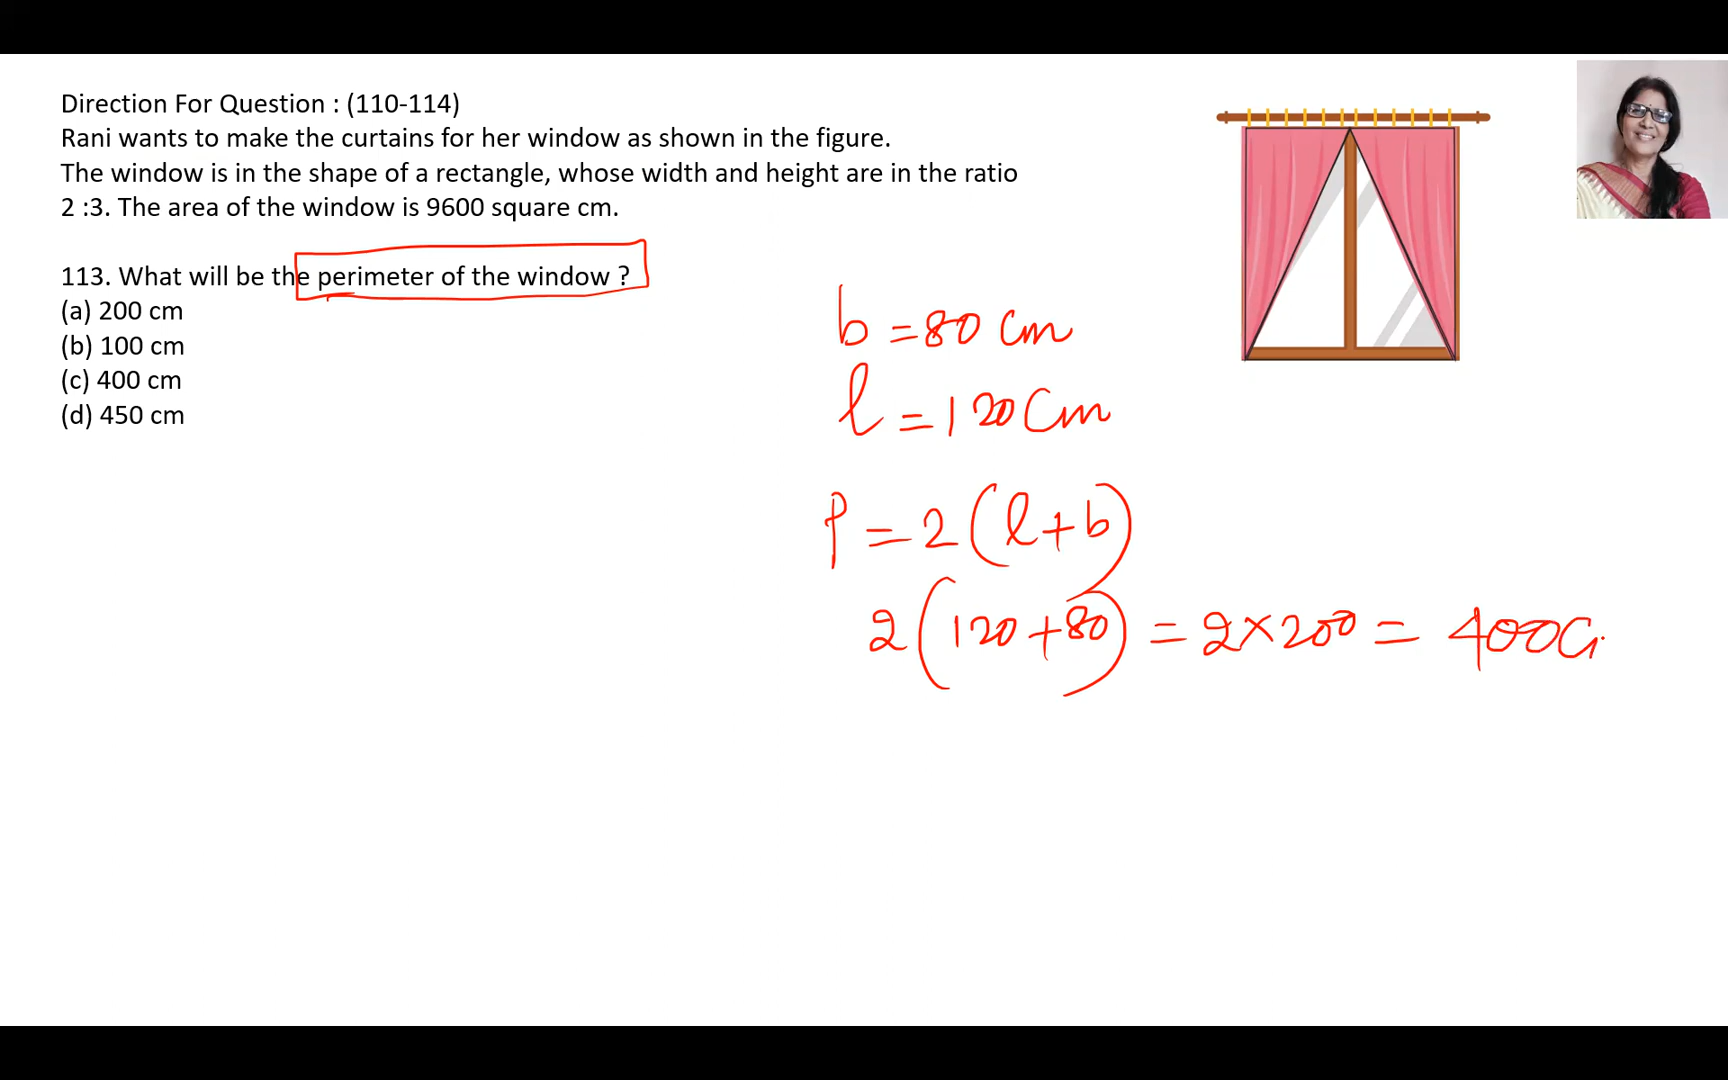 Direction For Question : (110-114)
Rani wants to make the curtains for her window as shown in the figure.
The window is in the shape of a rectangle, whose width and height are in the ratio
2 :3. The area of the window is 9600 square cm.
113. What will be the perimeter of the window ?
(a) 200 cm
(b) 100 cm
(c) 400 cm
(d) 450 cm
b = 80 cm
l = 120 Cm
P = 2 (l+b)
2 (120+80) = 2×200 = 400